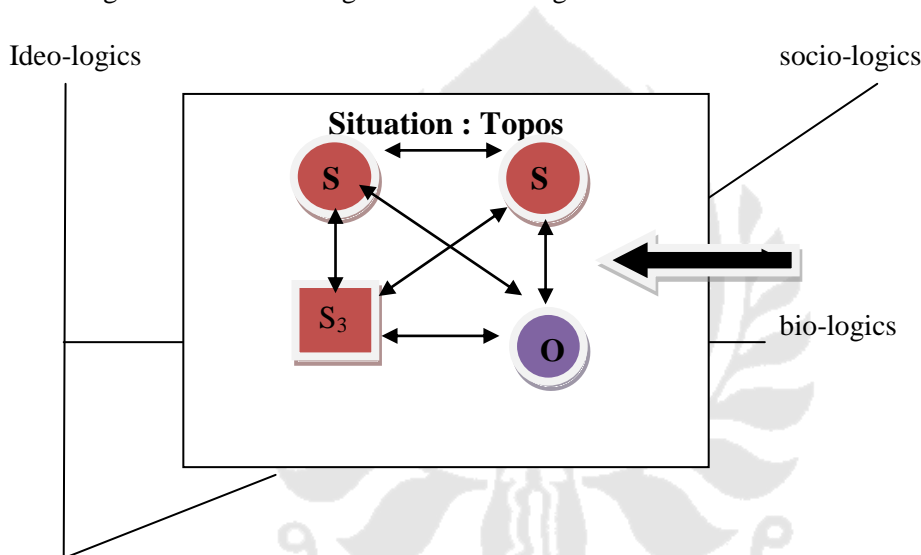 Ideo-logics
socio-logics
Situation : Topos
S S
S₃
O
bio-logics